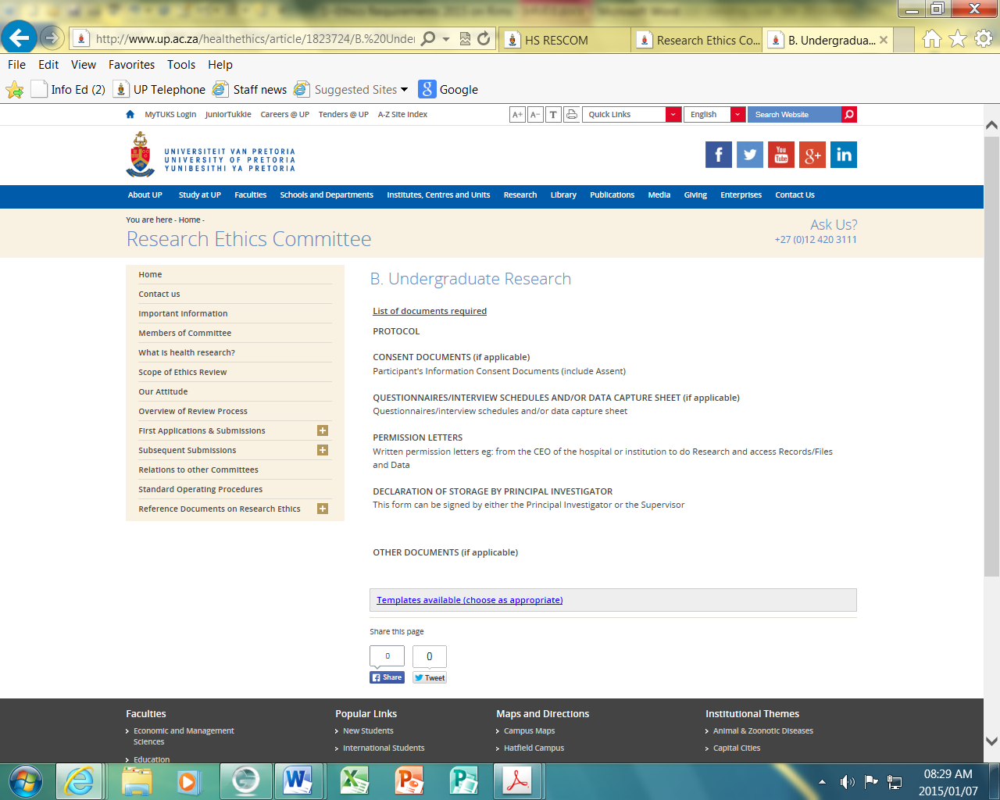 http://www.up.ac.za/healthethics/article/1823724/B.%20Under
HS RESCOM
Research Ethics Co...
B. Undergradua...
File Edit View Favorites Tools Help
Info Ed (2) UP Telephone Staff news Suggested Sites Google
MyTUKS Login JuniorTukkie Careers @ UP Tenders @ UP A-Z Site Index
A+ A- T Quick Links English Search Website
UNIVERSITEIT VAN PRETORIA
UNIVERSITY OF PRETORIA
YUNIBESITHI YA PRETORIA
f You Tube g+ in
About UP Study at UP Faculties Schools and Departments Institutes, Centres and Units Research Library Publications Media Giving Enterprises Contact Us
You are here - Home -
Research Ethics Committee
Ask Us?
+27 (0)12 420 3111
Home
Contact us
Important Information
Members of Committee
What is health research?
Scope of Ethics Review
Our Attitude
Overview of Review Process
First Applications & Submissions
Subsequent Submissions
Relations to other Committees
Standard Operating Procedures
Reference Documents on Research Ethics
B. Undergraduate Research
List of documents required
PROTOCOL
CONSENT DOCUMENTS (if applicable)
Participant's Information Consent Documents (include Assent)
QUESTIONNAIRES/INTERVIEW SCHEDULES AND/OR DATA CAPTURE SHEET (if applicable)
Questionnaires/interview schedules and/or data capture sheet
PERMISSION LETTERS
Written permission letters eg: from the CEO of the hospital or institution to do Research and access Records/Files
and Data
DECLARATION OF STORAGE BY PRINCIPAL INVESTIGATOR
This form can be signed by either the Principal Investigator or the Supervisor
OTHER DOCUMENTS (if applicable)
Templates available (choose as appropriate)
Share this page
0 0
Share Tweet
Faculties
Economic and Management
Sciences
Education
Popular Links
New Students
International Students
Maps and Directions
Campus Maps
Hatfield Campus
Institutional Themes
Animal & Zoonotic Diseases
Capital Cities
08:29 AM
2015/01/07